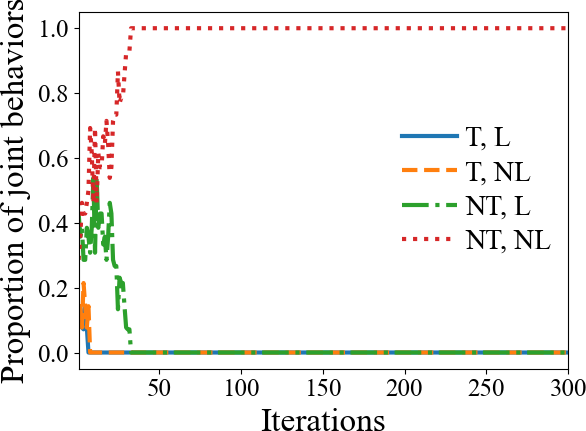 Proportion of joint behaviors
1.0
0.8
0.6
0.4
0.2
0.0
T, L
T, NL
NT, L
NT, NL
50 100 150 200 250 300
Iterations